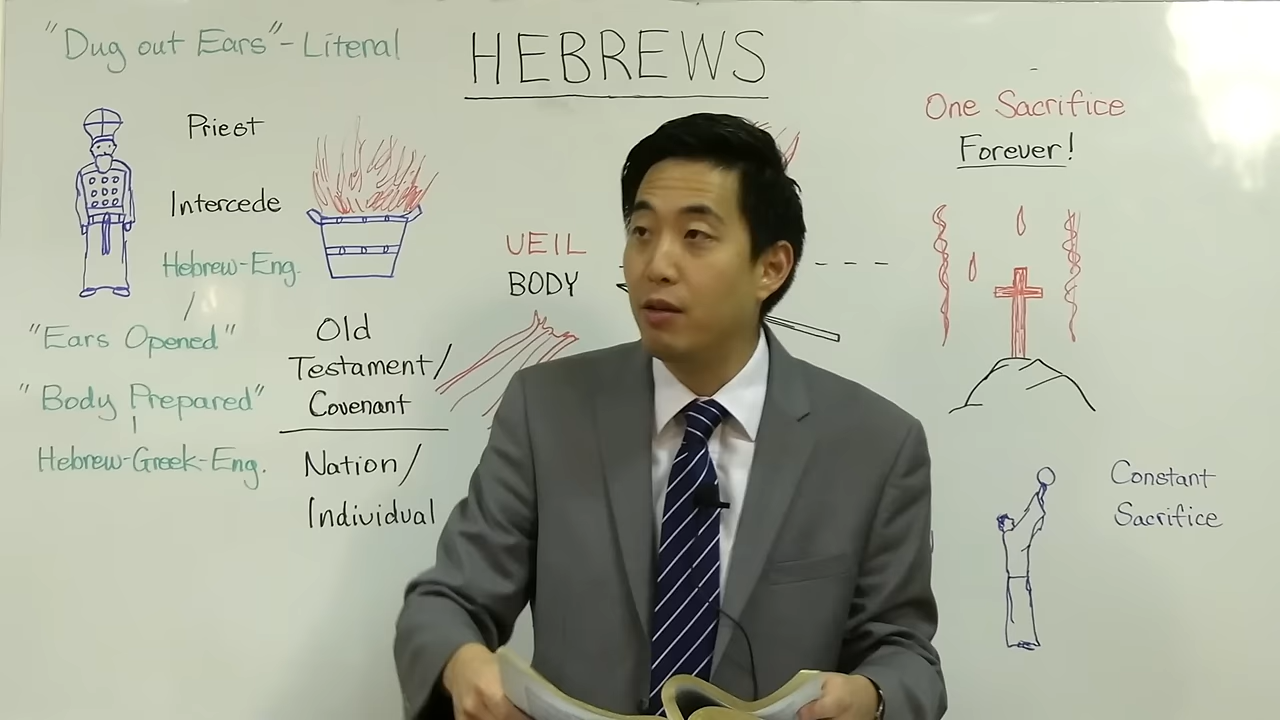 "Dug out Ears" - Literal
HEBREWS
Priest
Intercede
Hebrew-Eng.
"Ears Opened"
"Body Prepared"
Hebrew-Greek-Eng.
Old
Testament/
Covenant
Nation/
Individual
VEIL
BODY
One Sacrifice
Forever!
Constant
Sacrifice